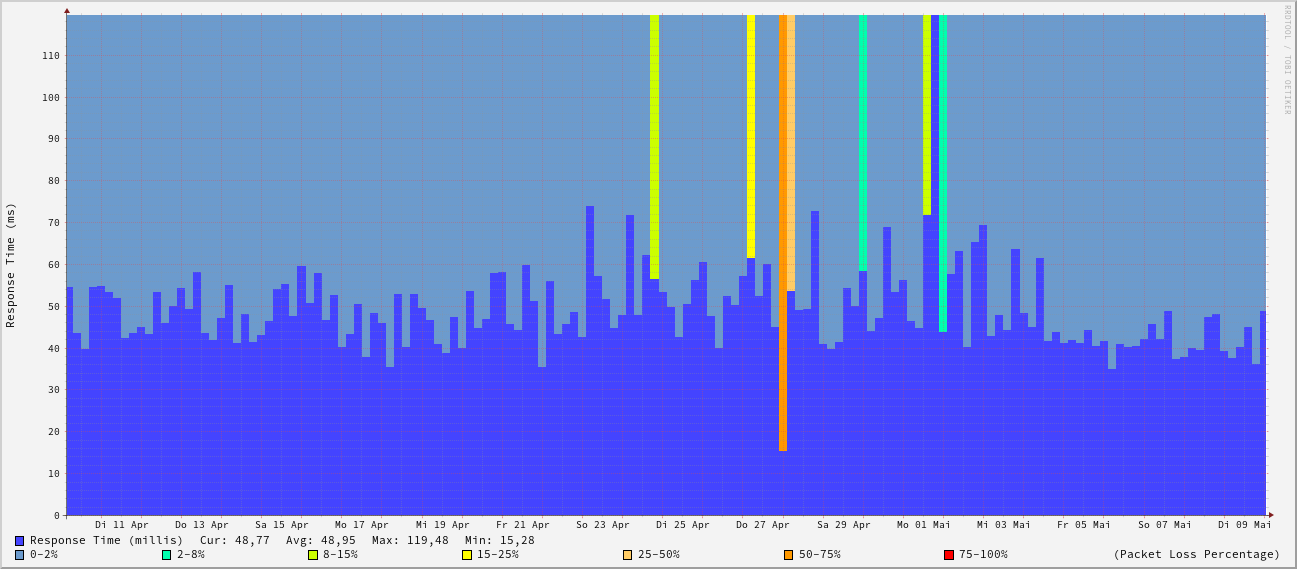 RRDTOOL / TOBI OETIKER
Response Time (ms)
110
100
90
80
70
60
50
40
30
20
10
0
Di 11 Apr Do 13 Apr Sa 15 Apr Mo 17 Apr Mi 19 Apr Fr 21 Apr So 23 Apr Di 25 Apr Do 27 Apr Sa 29 Apr Mo 01 Mai Mi 03 Mai Fr 05 Mai So 07 Mai Di 09 Mai
Response Time (millis) Cur: 48,77 Avg: 48,95 Max: 119,48 Min: 15,28
0-2% 2-8% 8-15% 15-25% 25-50% 50-75% 75-100% (Packet Loss Percentage)